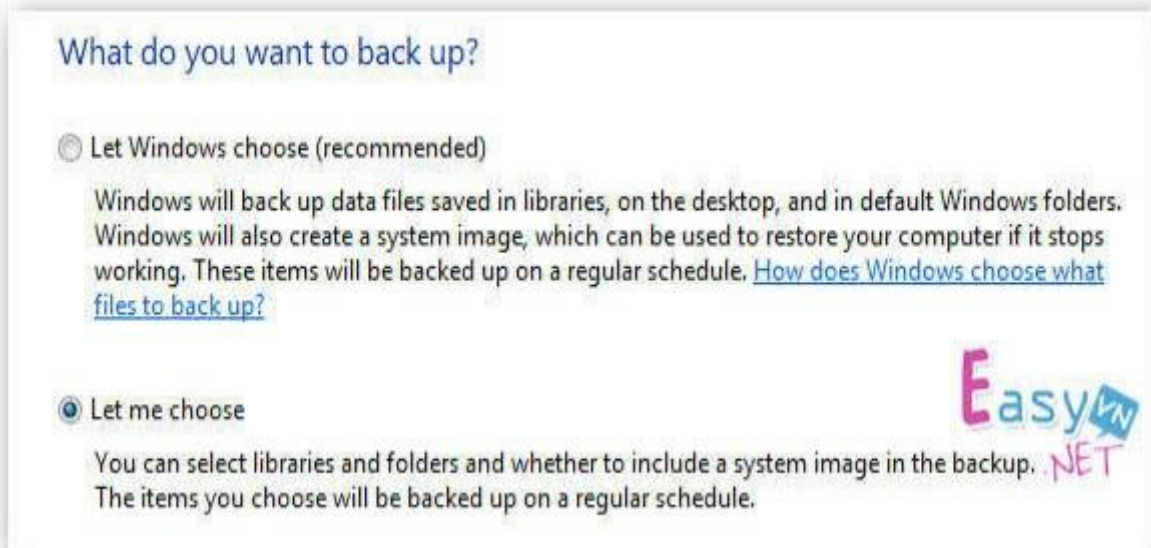 What do you want to back up?
Let Windows choose (recommended)
Windows will back up data files saved in libraries, on the desktop, and in default Windows folders.
Windows will also create a system image, which can be used to restore your computer if it stops
working. These items will be backed up on a regular schedule. How does Windows choose what
files to back up?
Let me choose
You can select libraries and folders and whether to include a system image in the backup.
The items you choose will be backed up on a regular schedule.
Easy VN
.NET